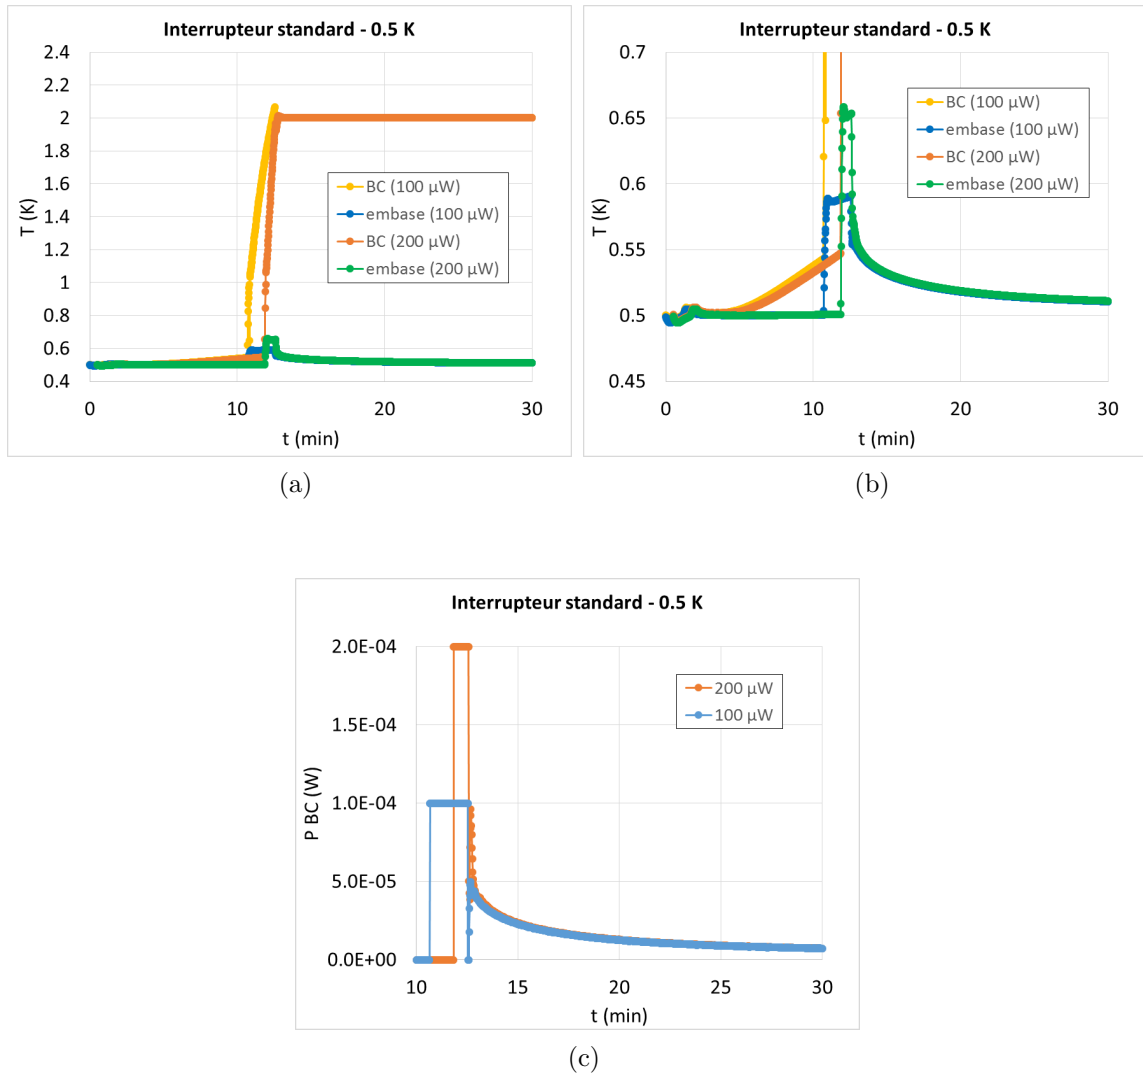 Interrupteur standard - 0.5 K
2.4
2.2
2
1.8
1.6
1.4
1.2
1
0.8
0.6
0.4
T (K)
BC (100 µW)
embase (100 µW)
BC (200 µW)
embase (200 µW)
0 10 20 30
t (min)
(a)
Interrupteur standard - 0.5 K
0.7
0.65
0.6
0.55
0.5
0.45
T (K)
BC (100 µW)
embase (100 µW)
BC (200 µW)
embase (200 µW)
0 10 20 30
t (min)
(b)
Interrupteur standard - 0.5 K
2.0E-04
1.5E-04
1.0E-04
5.0E-05
0.0E+00
P BC (W)
200 µW
100 µW
10 15 20 25 30
t (min)
(c)